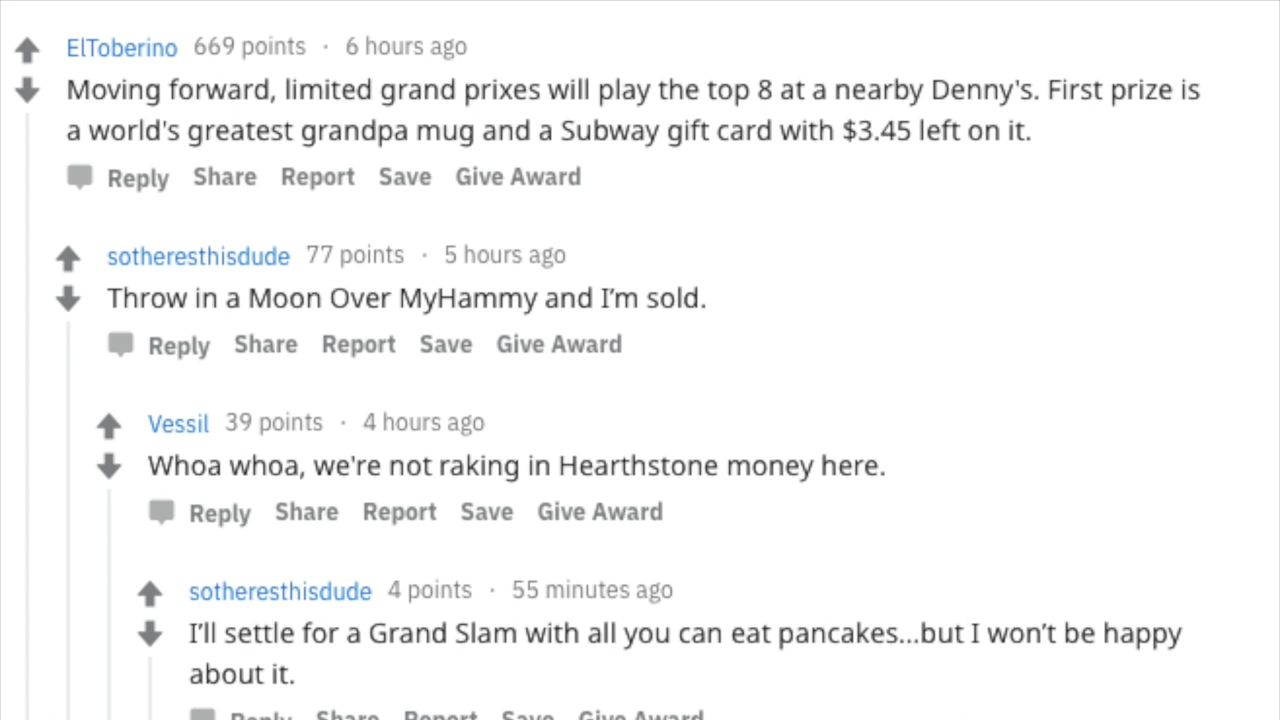 ElToberino 669 points · 6 hours ago
Moving forward, limited grand prixes will play the top 8 at a nearby Denny's. First prize is
a world's greatest grandpa mug and a Subway gift card with $3.45 left on it.
Reply Share Report Save Give Award
sotheresthisdude 77 points · 5 hours ago
Throw in a Moon Over MyHammy and I’m sold.
Reply Share Report Save Give Award
Vessil 39 points · 4 hours ago
Whoa whoa, we're not raking in Hearthstone money here.
Reply Share Report Save Give Award
sotheresthisdude 4 points · 55 minutes ago
I’ll settle for a Grand Slam with all you can eat pancakes...but I won’t be happy
about it.
Reply Share Report Save Give Award